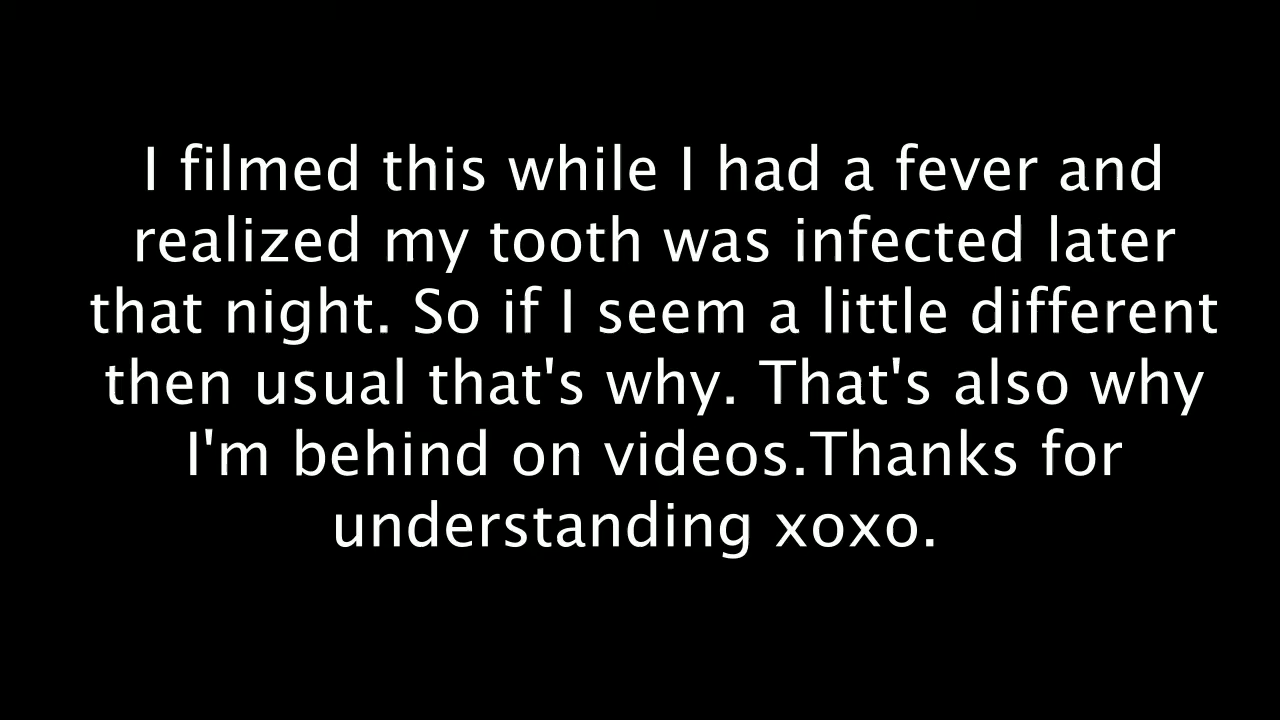 I filmed this while I had a fever and
realized my tooth was infected later
that night. So if I seem a little different
then usual that's why. That's also why
I'm behind on videos.Thanks for
understanding xoxo.